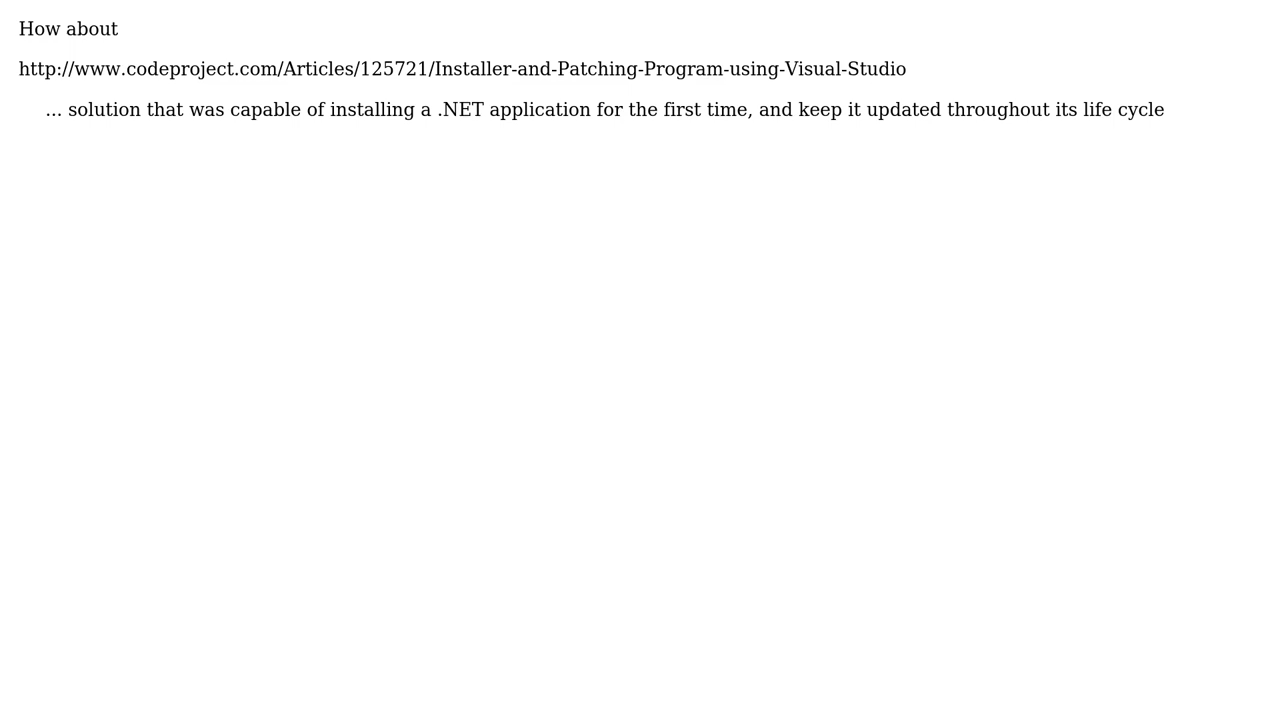 How about
http://www.codeproject.com/Articles/125721/Installer-and-Patching-Program-using-Visual-Studio
... solution that was capable of installing a .NET application for the first time, and keep it updated throughout its life cycle